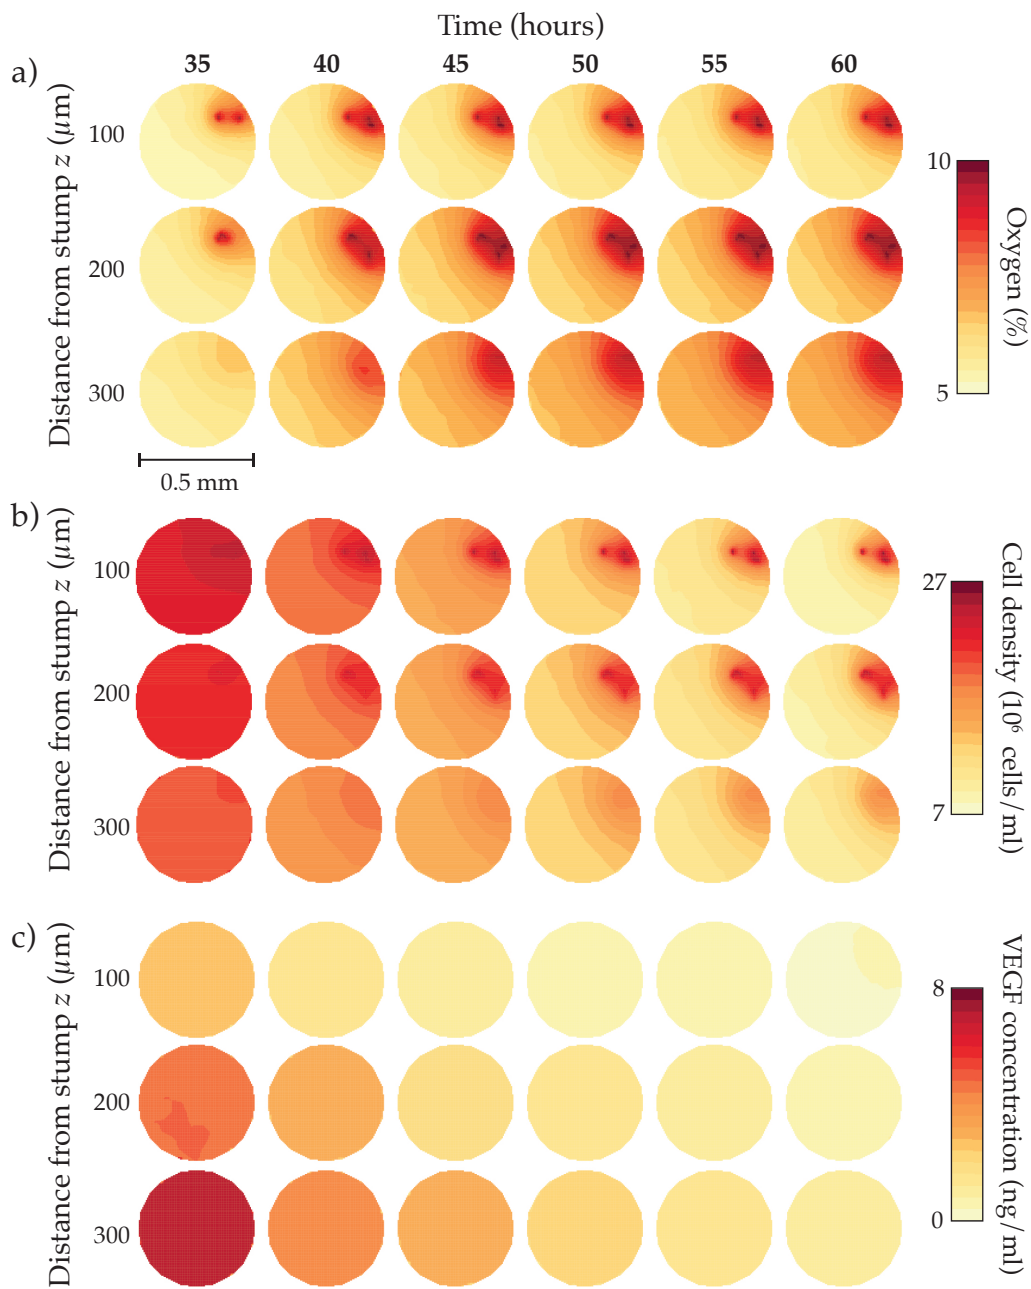 Time (hours)
35 40 45 50 55 60
a)
Distance from stump z (μm)
100
200
300
10
5
Oxygen (%)
0.5 mm
b)
Distance from stump z (μm)
100
200
300
27
7
Cell density (10⁶ cells/ml)
c)
Distance from stump z (μm)
100
200
300
8
0
VEGF concentration (ng/ml)